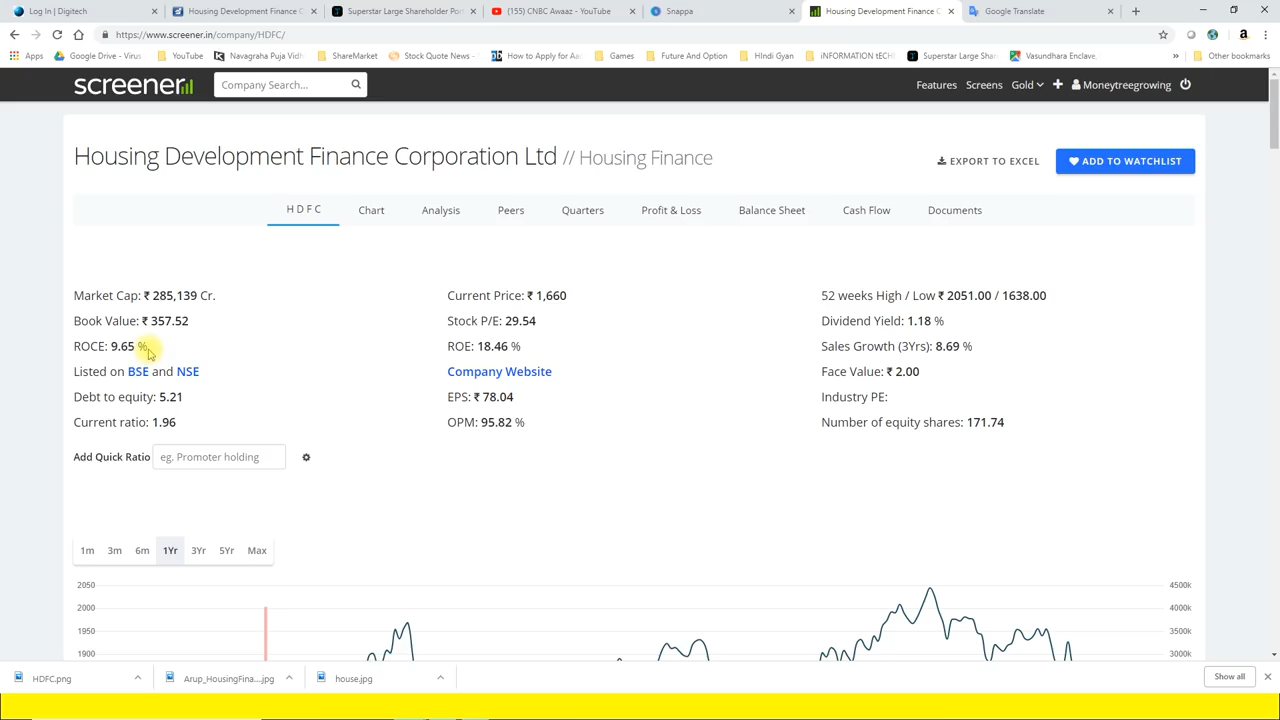 Log In | Digitech
Housing Development Finance C
Superstar Large Shareholder Por
(155) CNBC Awaaz - YouTube
Snappa
Housing Development Finance C
Google Translate
https://www.screener.in/company/HDFC/
Apps
Google Drive - Virus
YouTube
Navagraha Puja Vidh
ShareMarket
Stock Quote News -
How to Apply for Aa
Games
Future And Option
HIndi Gyan
iNFORMATION tECH
Superstar Large Shar
Vasundhara Enclave,
Other bookmarks
screener
Company Search...
Features
Screens
Gold
Moneytreegrowing
Housing Development Finance Corporation Ltd // Housing Finance
EXPORT TO EXCEL
ADD TO WATCHLIST
H D F C
Chart
Analysis
Peers
Quarters
Profit & Loss
Balance Sheet
Cash Flow
Documents
Market Cap: ₹ 285,139 Cr.
Current Price: ₹ 1,660
52 weeks High / Low ₹ 2051.00 / 1638.00
Book Value: ₹ 357.52
Stock P/E: 29.54
Dividend Yield: 1.18 %
ROCE: 9.65 %
ROE: 18.46 %
Sales Growth (3Yrs): 8.69 %
Listed on BSE and NSE
Company Website
Face Value: ₹ 2.00
Debt to equity: 5.21
EPS: ₹ 78.04
Industry PE:
Current ratio: 1.96
OPM: 95.82 %
Number of equity shares: 171.74
Add Quick Ratio
eg. Promoter holding
1m
3m
6m
1Yr
3Yr
5Yr
Max
2050
4500k
2000
4000k
1950
3500k
1900
3000k
HDFC.png
Arup_HousingFina....jpg
house.jpg
Show all